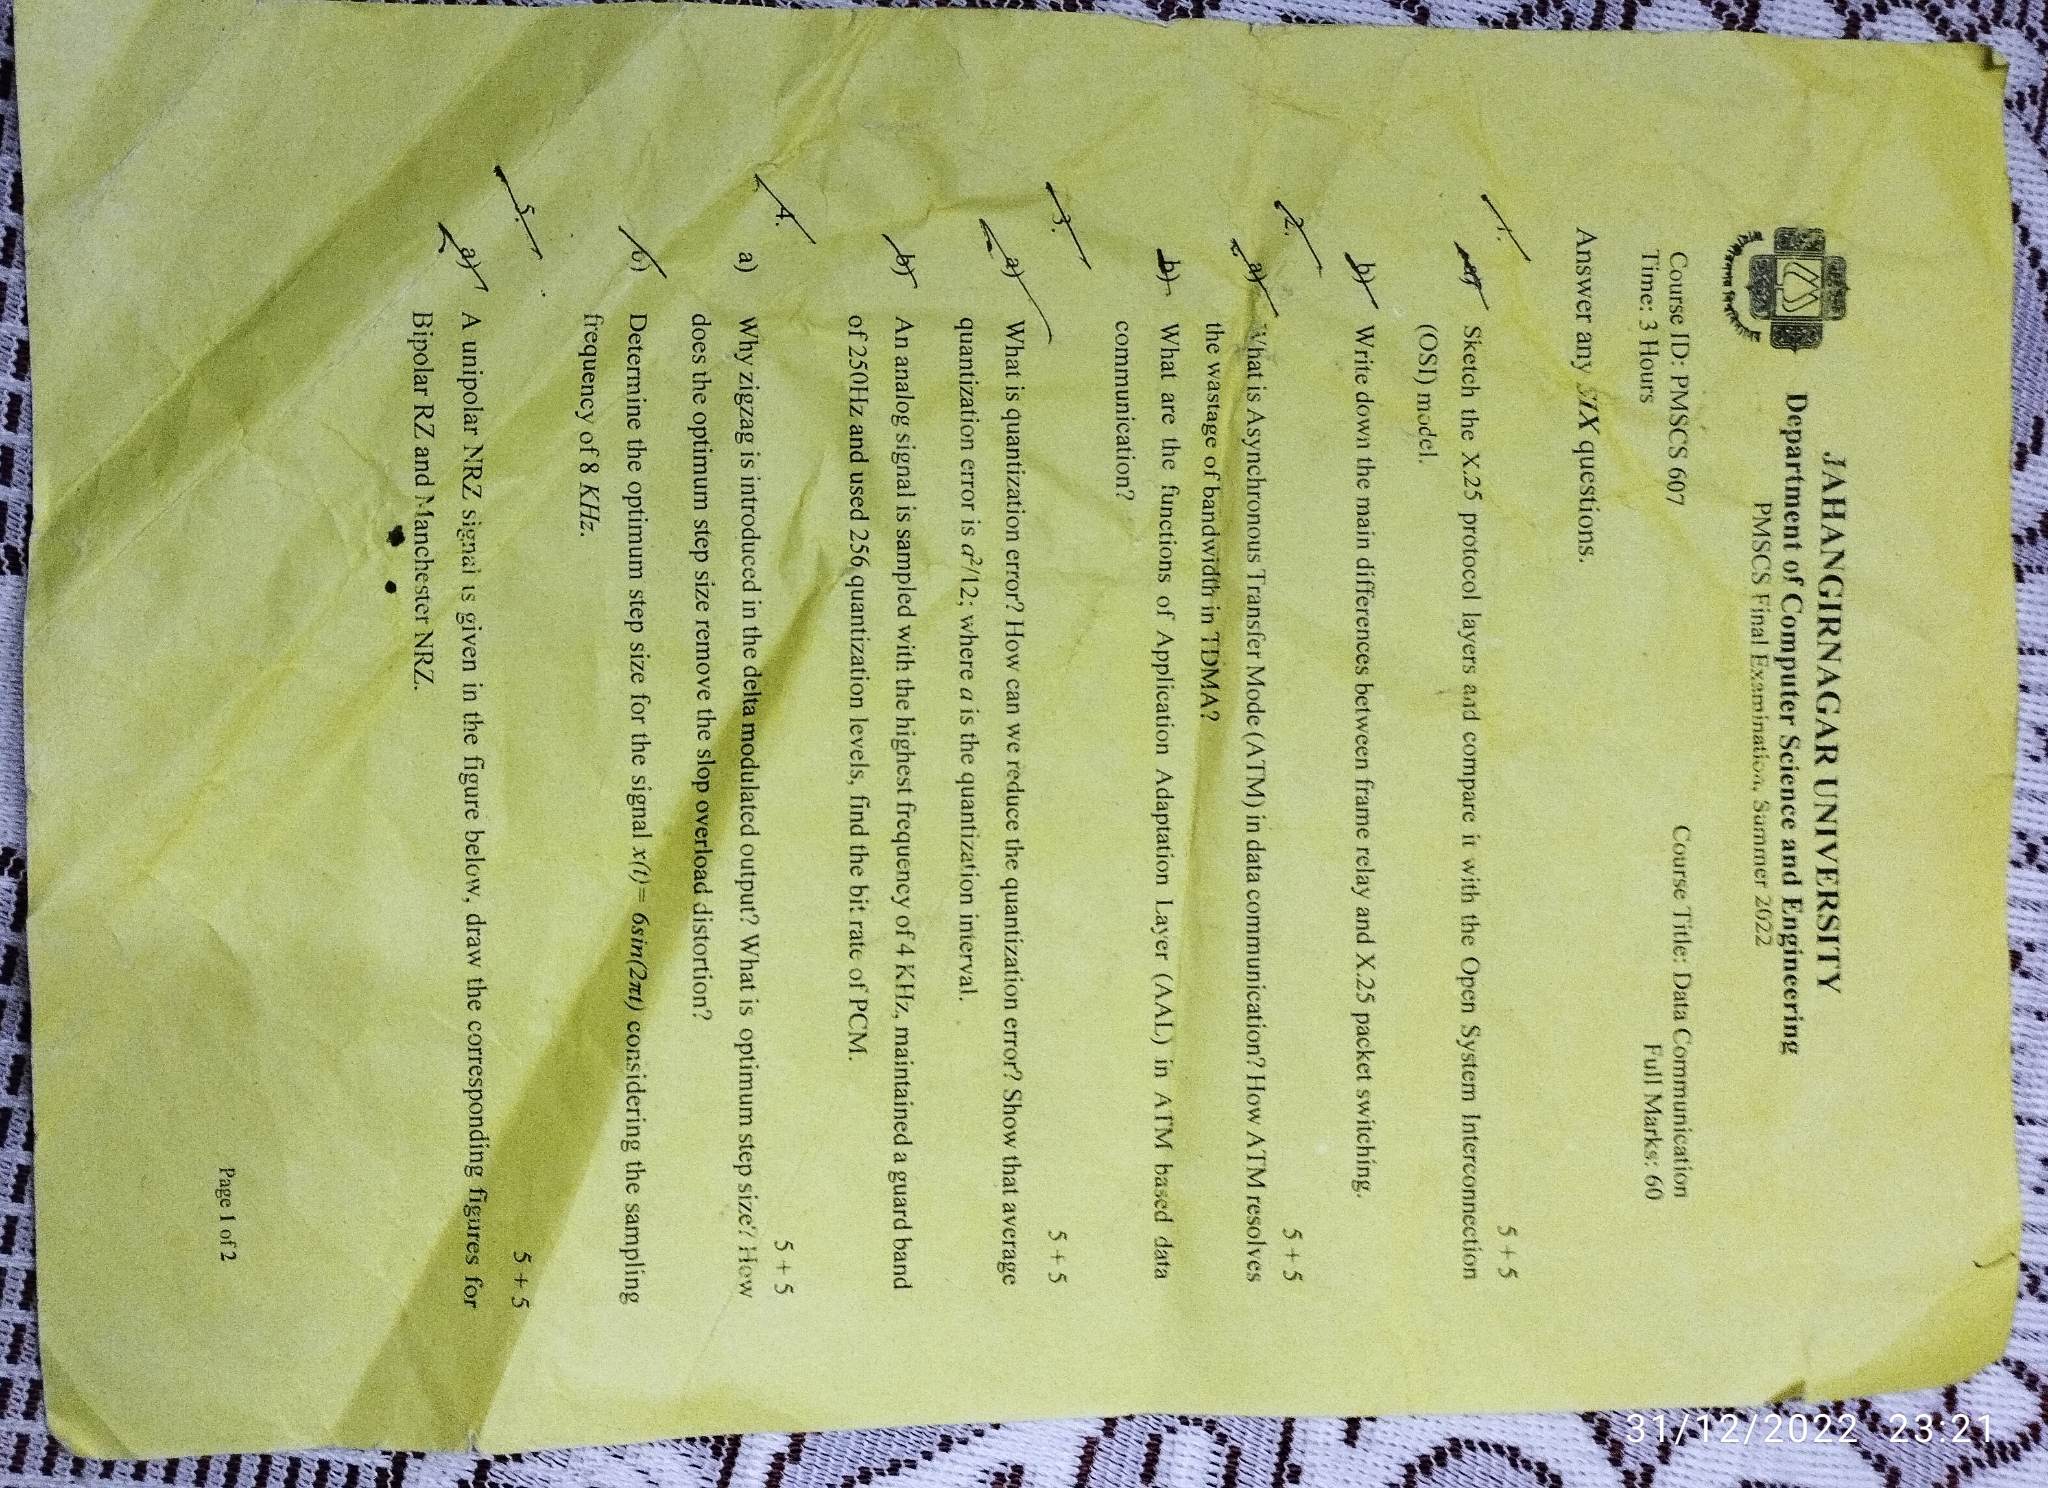 JAHANGIRNAGAR UNIVERSITY
Department of Computer Science and Engineering
PMSCS Final Examination, Summer 2022
জাহাঙ্গীরনগর বিশ্ববিদ্যালয়
Course ID: PMSCS 607 Course Title: Data Communication
Time: 3 Hours Full Marks: 60
Answer any SIX questions.
1. 5 + 5
a) Sketch the X.25 protocol layers and compare it with the Open System Interconnection
(OSI) model.
b) Write down the main differences between frame relay and X.25 packet switching.
2. 5 + 5
a) What is Asynchronous Transfer Mode (ATM) in data communication? How ATM resolves
the wastage of bandwidth in TDMA?
b) What are the functions of Application Adaptation Layer (AAL) in ATM based data
communication?
3. 5 + 5
a) What is quantization error? How can we reduce the quantization error? Show that average
quantization error is a²/12; where a is the quantization interval.
b) An analog signal is sampled with the highest frequency of 4 KHz, maintained a guard band
of 250Hz and used 256 quantization levels, find the bit rate of PCM.
4. 5 + 5
a) Why zigzag is introduced in the delta modulated output? What is optimum step size? How
does the optimum step size remove the slop overload distortion?
b) Determine the optimum step size for the signal x(t)= 6sin(2πt) considering the sampling
frequency of 8 KHz.
5. 5 + 5
a) A unipolar NRZ signal is given in the figure below, draw the corresponding figures for
Bipolar RZ and Manchester NRZ.
Page 1 of 2
31/12/2022 23:21